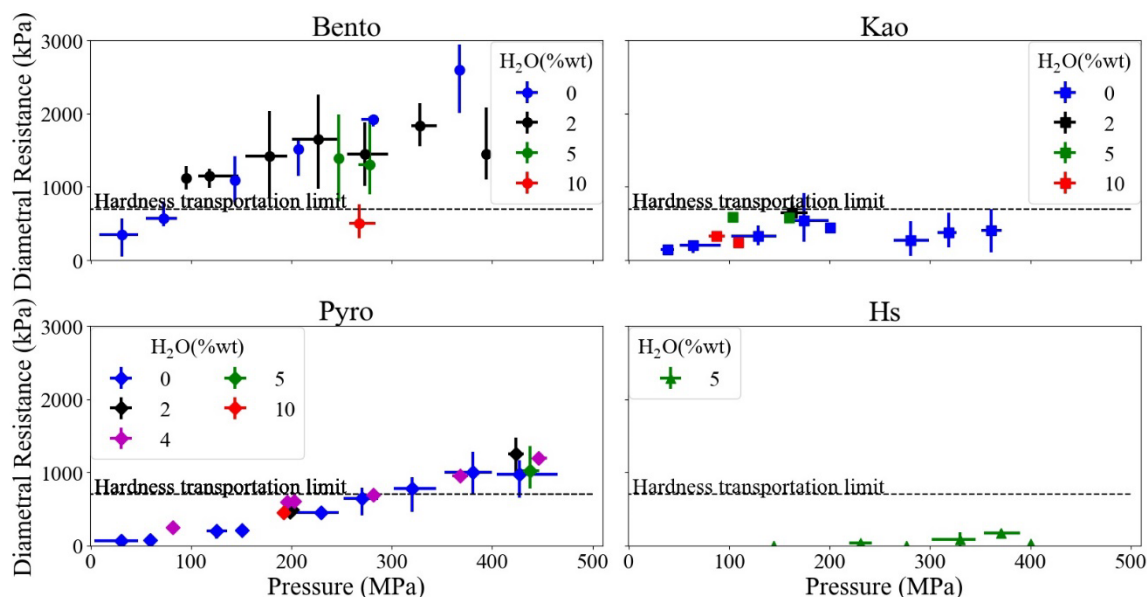 Bento
Kao
Diametral Resistance (kPa)
3000
2000
1000
0
H₂O(%wt)
0
2
5
10
Hardness transportation limit
H₂O(%wt)
0
2
5
10
Hardness transportation limit
Pyro
Hs
Diametral Resistance (kPa)
3000
2000
1000
0
H₂O(%wt)
0
2
4
5
10
Hardness transportation limit
0
100
200
300
400
500
Pressure (MPa)
H₂O(%wt)
5
Hardness transportation limit
0
100
200
300
400
500
Pressure (MPa)